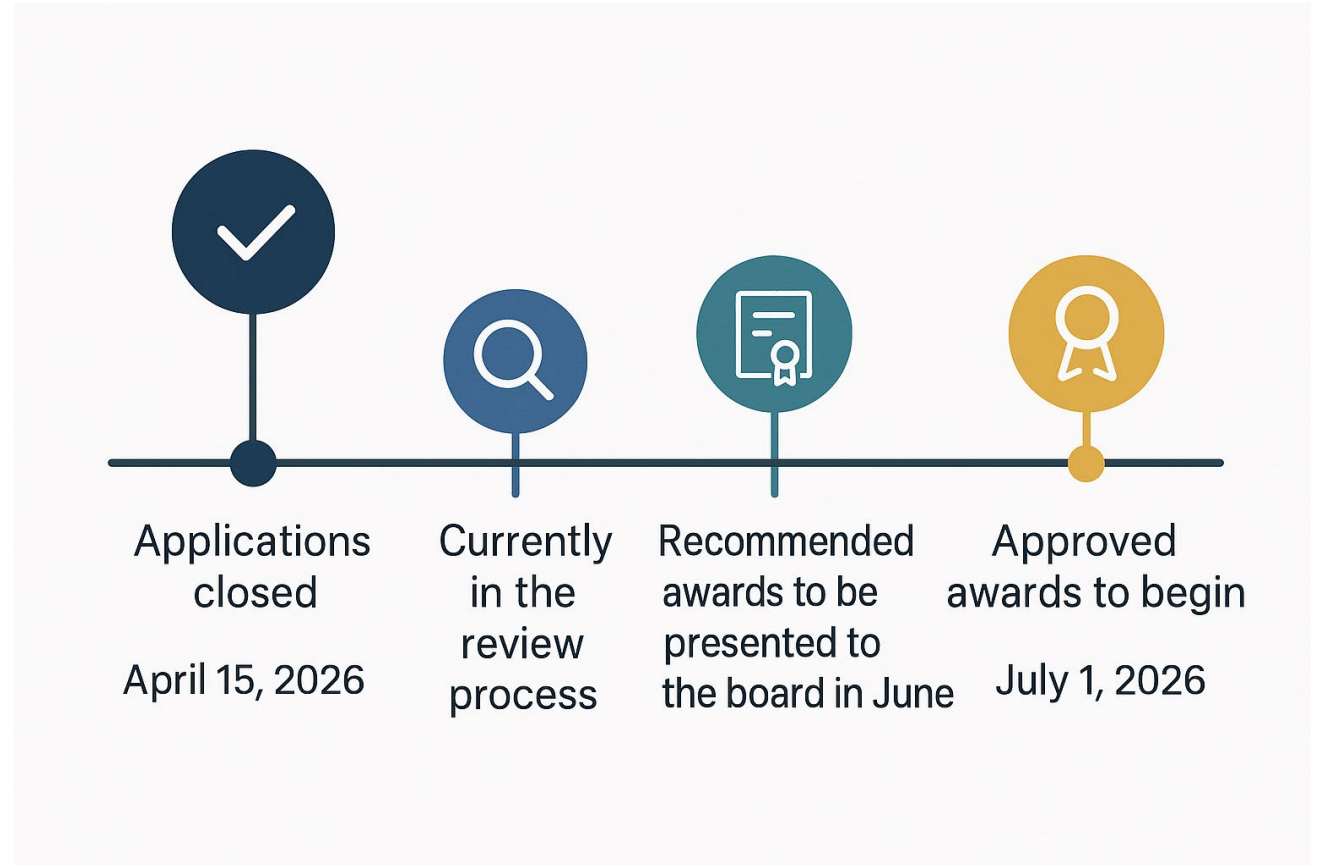 Applications
closed
April 15, 2026
Currently
in the
review
process
Recommended
awards to be
presented to
the board in June
Approved
awards to begin
July 1, 2026